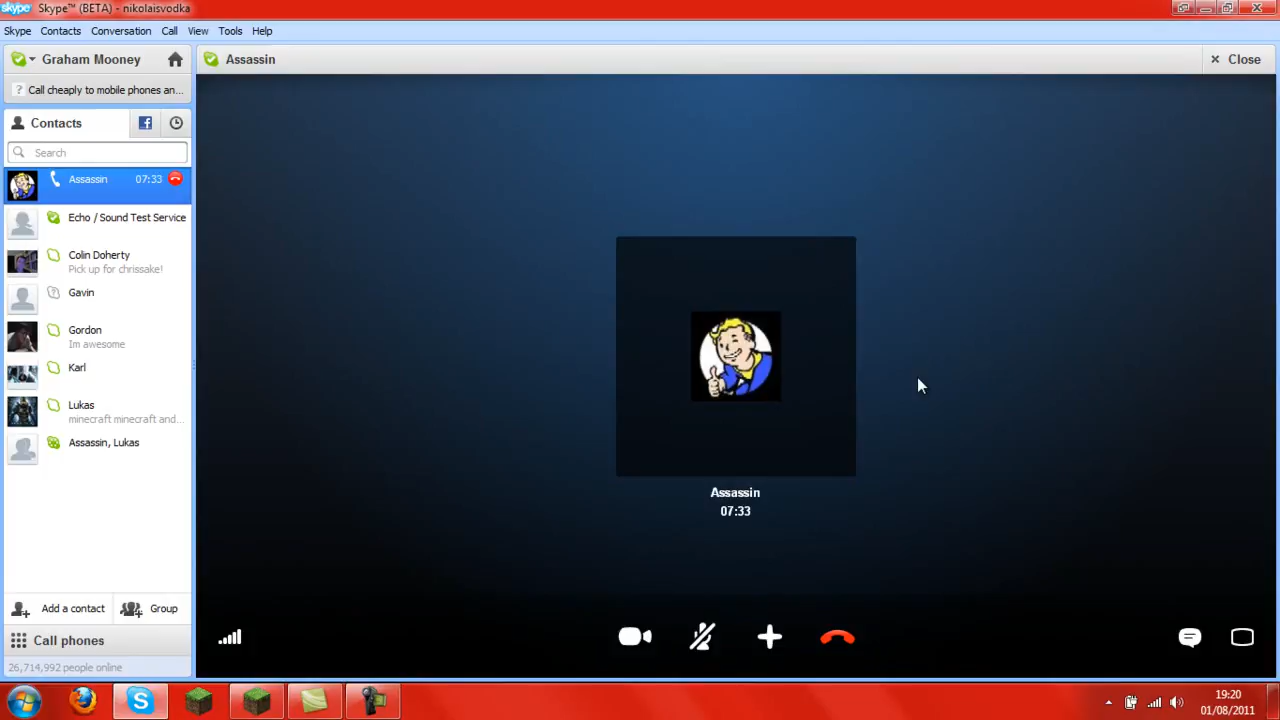 Skype™ (BETA) - nikolaisvodka
Skype Contacts Conversation Call View Tools Help
Graham Mooney
Assassin
× Close
? Call cheaply to mobile phones an...
Contacts
Search
Assassin 07:33
Echo / Sound Test Service
Colin Doherty
Pick up for chrissake!
Gavin
Gordon
Im awesome
Karl
Lukas
minecraft minecraft and...
Assassin, Lukas
Assassin
07:33
Add a contact Group
Call phones
26,714,992 people online
19:20
01/08/2011